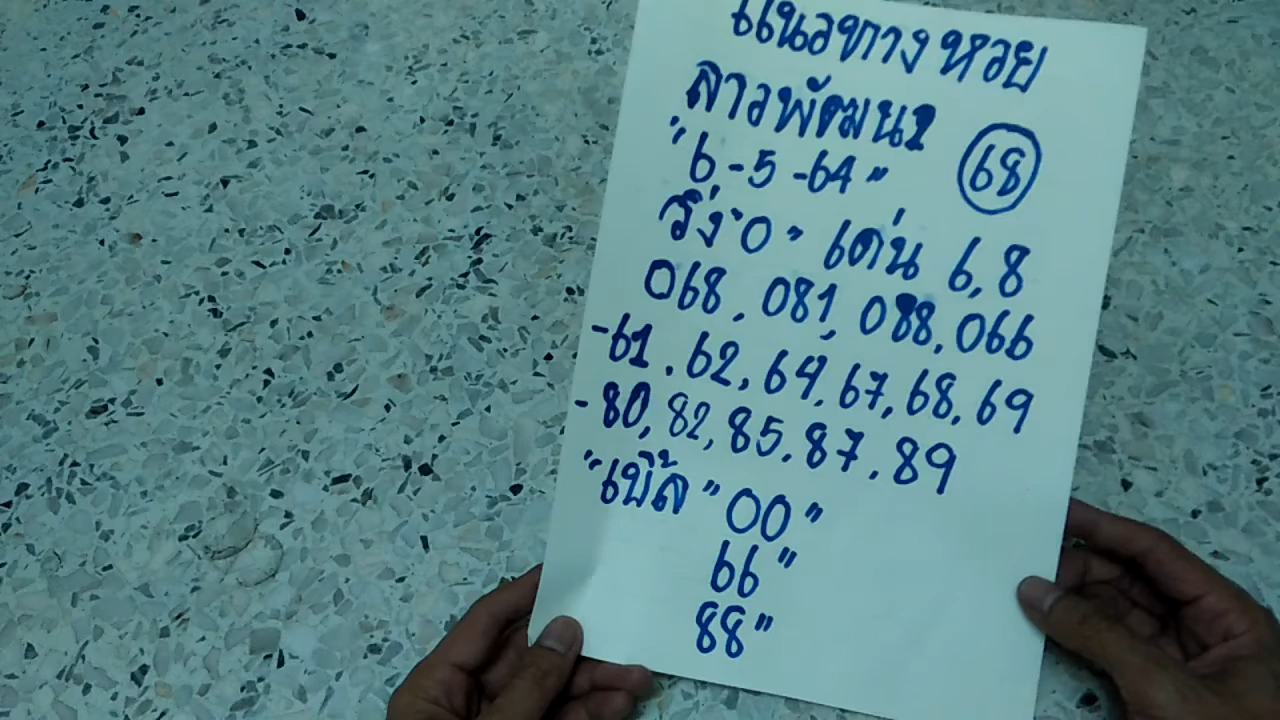 แนวทางหวย
ลาวพัฒนา
"6-5-64" 68
วิ่ง"0" เด่น 6,8
068, 081, 088, 066
-61, 62, 64, 67, 68, 69
-80, 82, 85, 87, 89
"เบิ้ล "00"
66"
88"